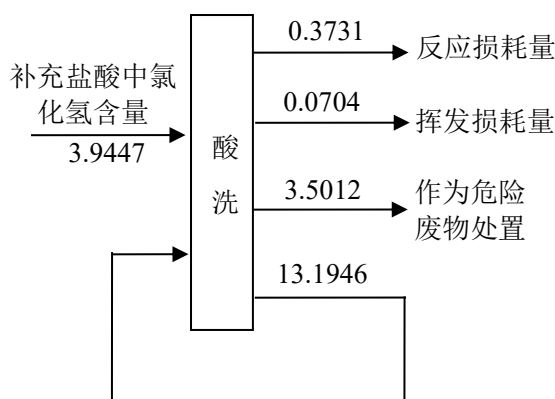 0.3731
反应损耗量
补充盐酸中氯
化氢含量
3.9447
0.0704
挥发损耗量
酸
洗
3.5012
作为危险
废物处置
13.1946